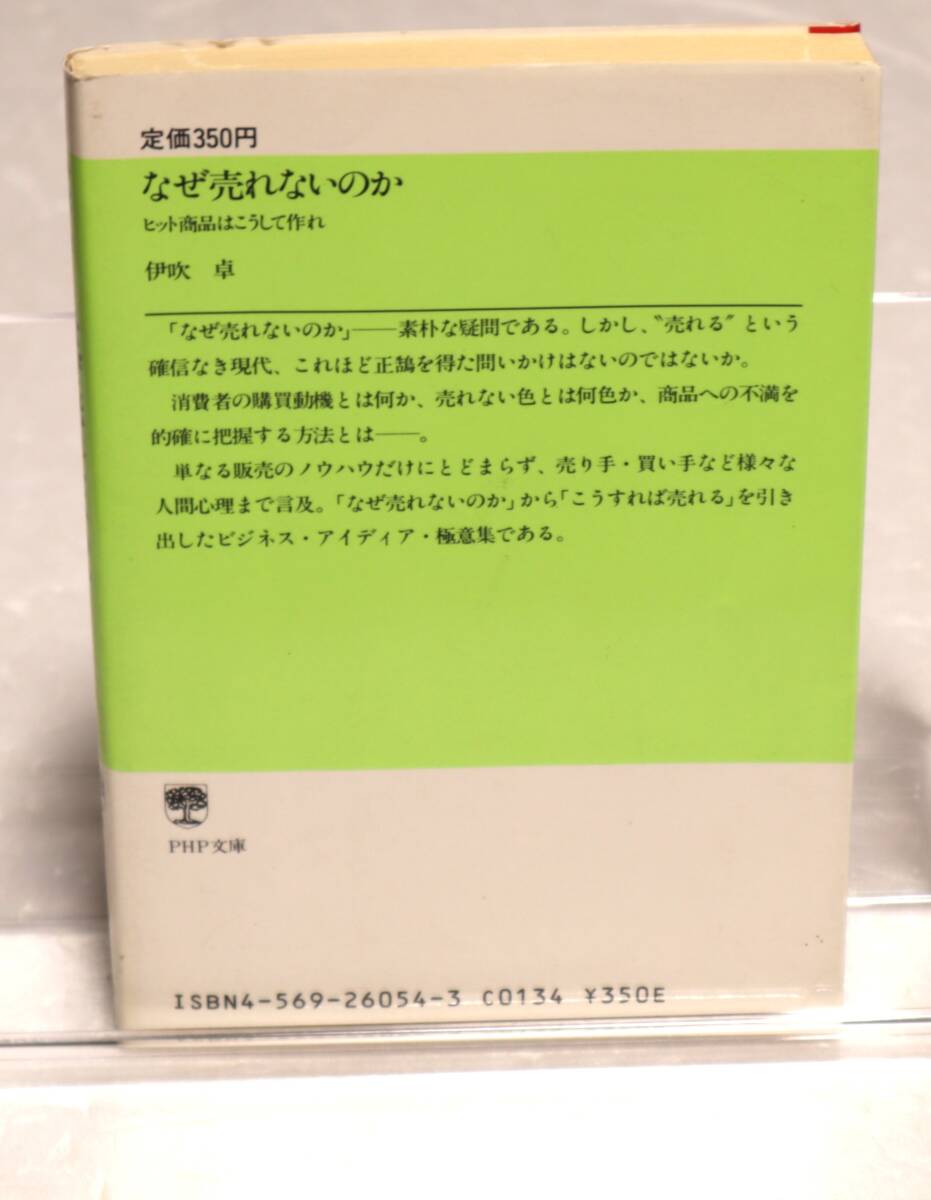 定価350円
なぜ売れないのか
ヒット商品はこうして作れ
伊吹 卓
「なぜ売れないのか」――素朴な疑問である。しかし、〝売れる〟という
確信なき現代、これほど正鵠を得た問いかけはないのではないか。
消費者の購買動機とは何か、売れない色とは何色か、商品への不満を
的確に把握する方法とは――。
単なる販売のノウハウだけにとどまらず、売り手・買い手など様々な
人間心理まで言及。「なぜ売れないのか」から「こうすれば売れる」を引き
出したビジネス・アイディア・極意集である。
PHP文庫
ISBN4-569-26054-3 C0134 ¥350E